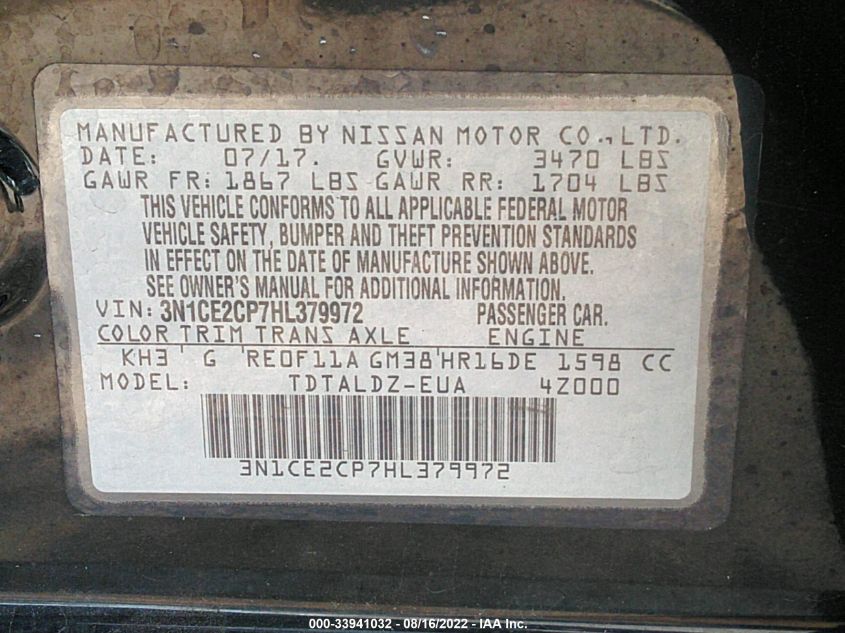 MANUFACTURED BY NISSAN MOTOR CO.,LTD.
DATE: 07/17. GVWR: 3470 LBS
GAWR FR: 1867 LBS GAWR RR: 1704 LBS
THIS VEHICLE CONFORMS TO ALL APPLICABLE FEDERAL MOTOR
VEHICLE SAFETY, BUMPER AND THEFT PREVENTION STANDARDS
IN EFFECT ON THE DATE OF MANUFACTURE SHOWN ABOVE.
SEE OWNER'S MANUAL FOR ADDITIONAL INFORMATION.
VIN: 3N1CE2CP7HL379972 PASSENGER CAR.
COLOR TRIM TRANS AXLE ENGINE
KH3 G RE0F11A GM38 HR16DE 1598 CC
MODEL: TDTALDZ-EUA 4Z000
3N1CE2CP7HL379972
000-33941032 - 08/16/2022 - IAA Inc.